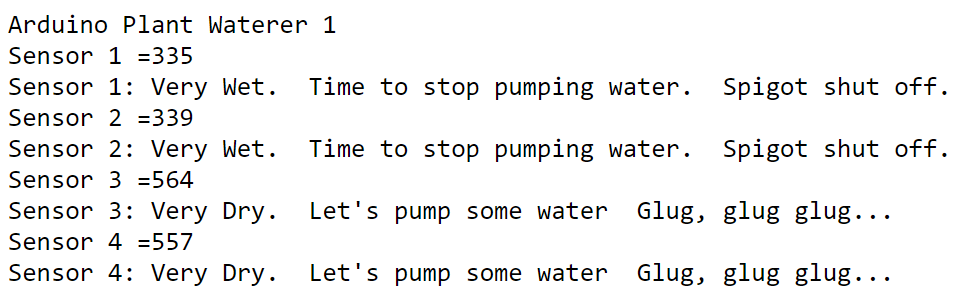 Arduino Plant Waterer 1
Sensor 1 =335
Sensor 1: Very Wet.  Time to stop pumping water.  Spigot shut off.
Sensor 2 =339
Sensor 2: Very Wet.  Time to stop pumping water.  Spigot shut off.
Sensor 3 =564
Sensor 3: Very Dry.  Let's pump some water  Glug, glug glug...
Sensor 4 =557
Sensor 4: Very Dry.  Let's pump some water  Glug, glug glug...